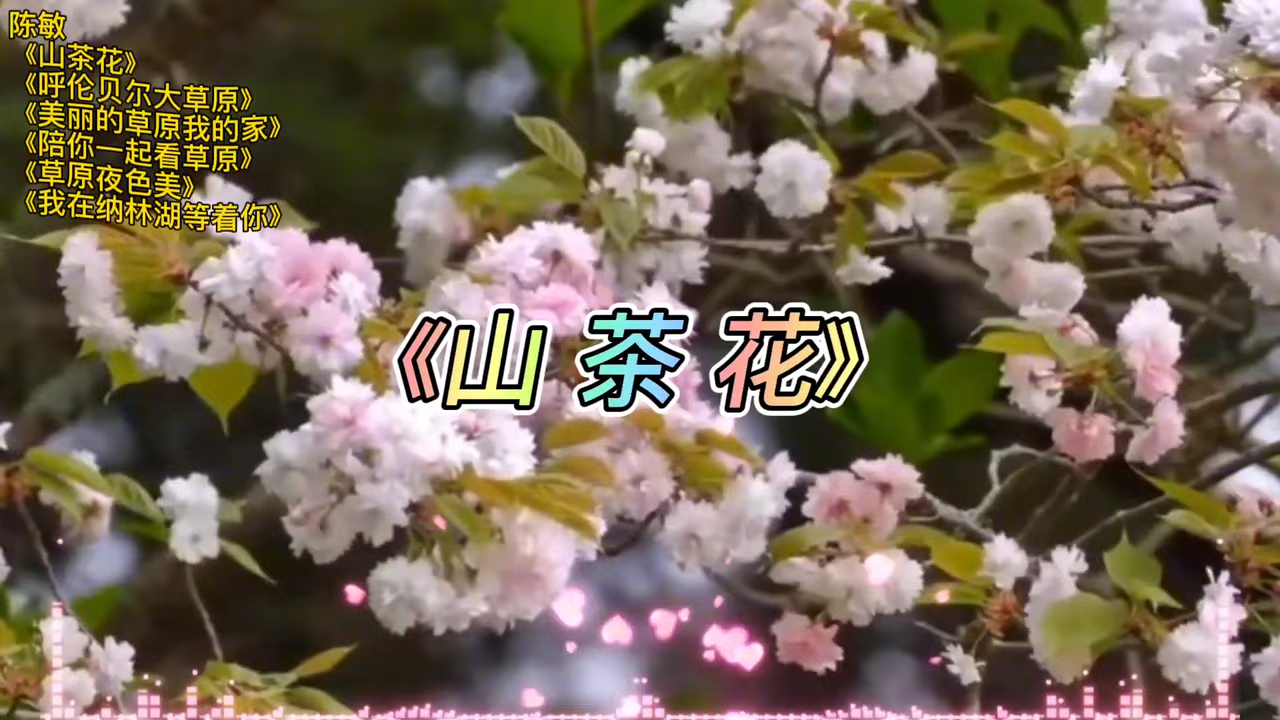 陈敏
《山茶花》
《呼伦贝尔大草原》
《美丽的草原我的家》
《陪你一起看草原》
《草原夜色美》
《我在纳林湖等着你》
《山茶花》